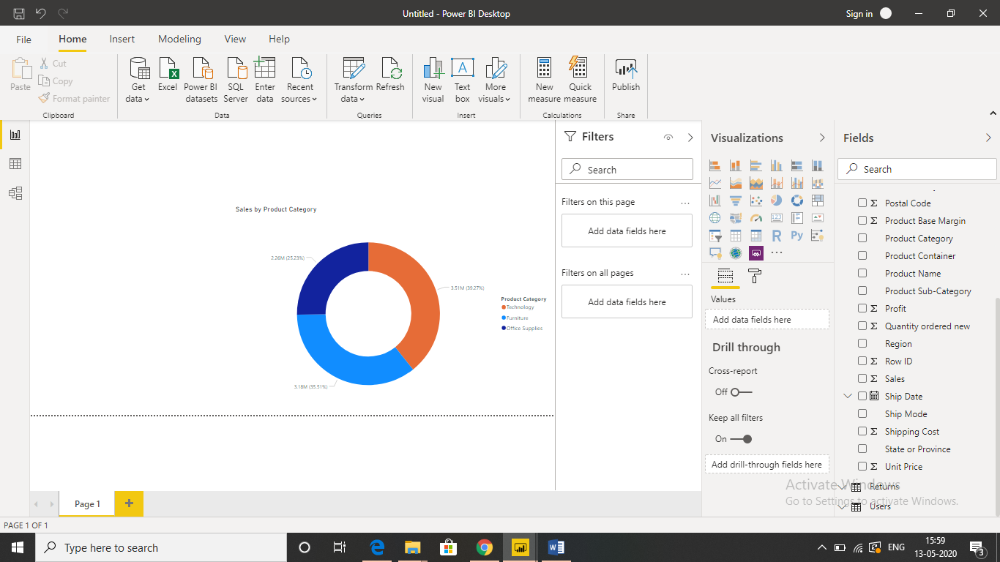 Untitled - Power BI Desktop
Sign in
File Home Insert Modeling View Help
Paste
Cut
Copy
Format painter
Clipboard
Get data
Excel
Power BI datasets
SQL Server
Enter data
Recent sources
Data
Transform data
Refresh
Queries
New visual
Text box
More visuals
Insert
New measure
Quick measure
Calculations
Publish
Share
Sales by Product Category
2.26M (25.23%)
3.51M (39.27%)
3.18M (35.51%)
Product Category
Technology
Furniture
Office Supplies
Filters
Search
Filters on this page
...
Add data fields here
Filters on all pages
...
Add data fields here
Visualizations
R
Py
123
...
Values
Add data fields here
Drill through
Cross-report
Off
Keep all filters
On
Add drill-through fields here
Fields
Search
Postal Code
Product Base Margin
Product Category
Product Container
Product Name
Product Sub-Category
Profit
Quantity ordered new
Region
Row ID
Sales
Ship Date
Ship Mode
Shipping Cost
State or Province
Unit Price
Returns
Users
Activate Windows
Go to Settings to activate Windows.
Page 1
PAGE 1 OF 1
Type here to search
ENG
15:59
13-05-2020
3